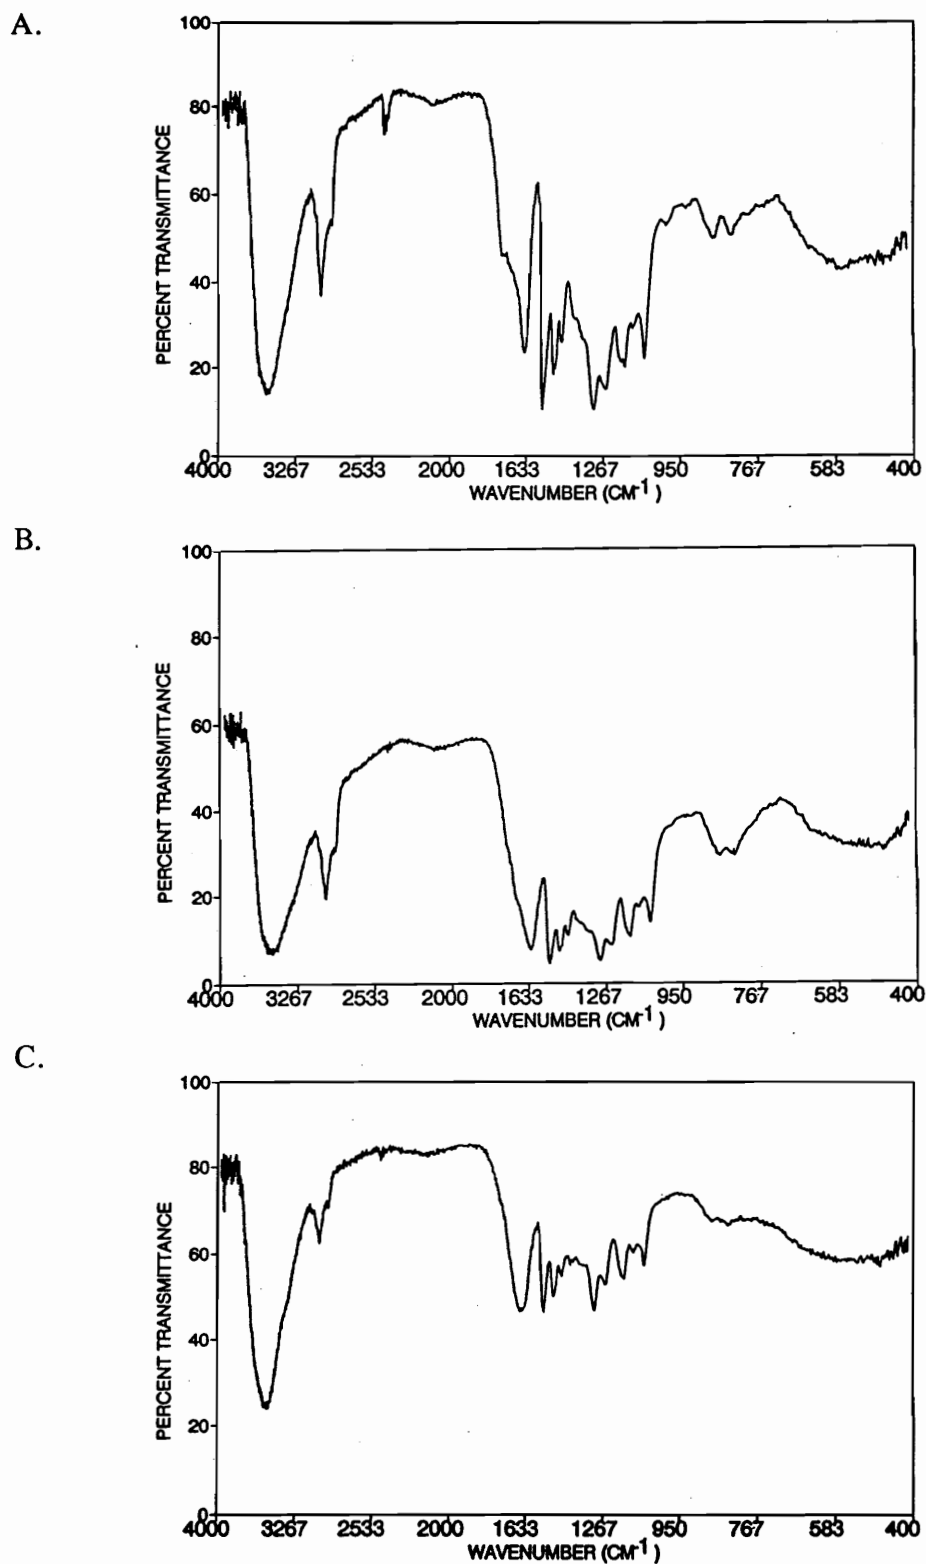 A.
100
80
60
40
20
0
PERCENT TRANSMITTANCE
4000 3267 2533 2000 1633 1267 950 767 583 400
WAVENUMBER (CM-1 )
B.
100
80
60
40
20
0
PERCENT TRANSMITTANCE
4000 3267 2533 2000 1633 1267 950 767 583 400
WAVENUMBER (CM-1 )
C.
100
80
60
40
20
0
PERCENT TRANSMITTANCE
4000 3267 2533 2000 1633 1267 950 767 583 400
WAVENUMBER (CM-1 )